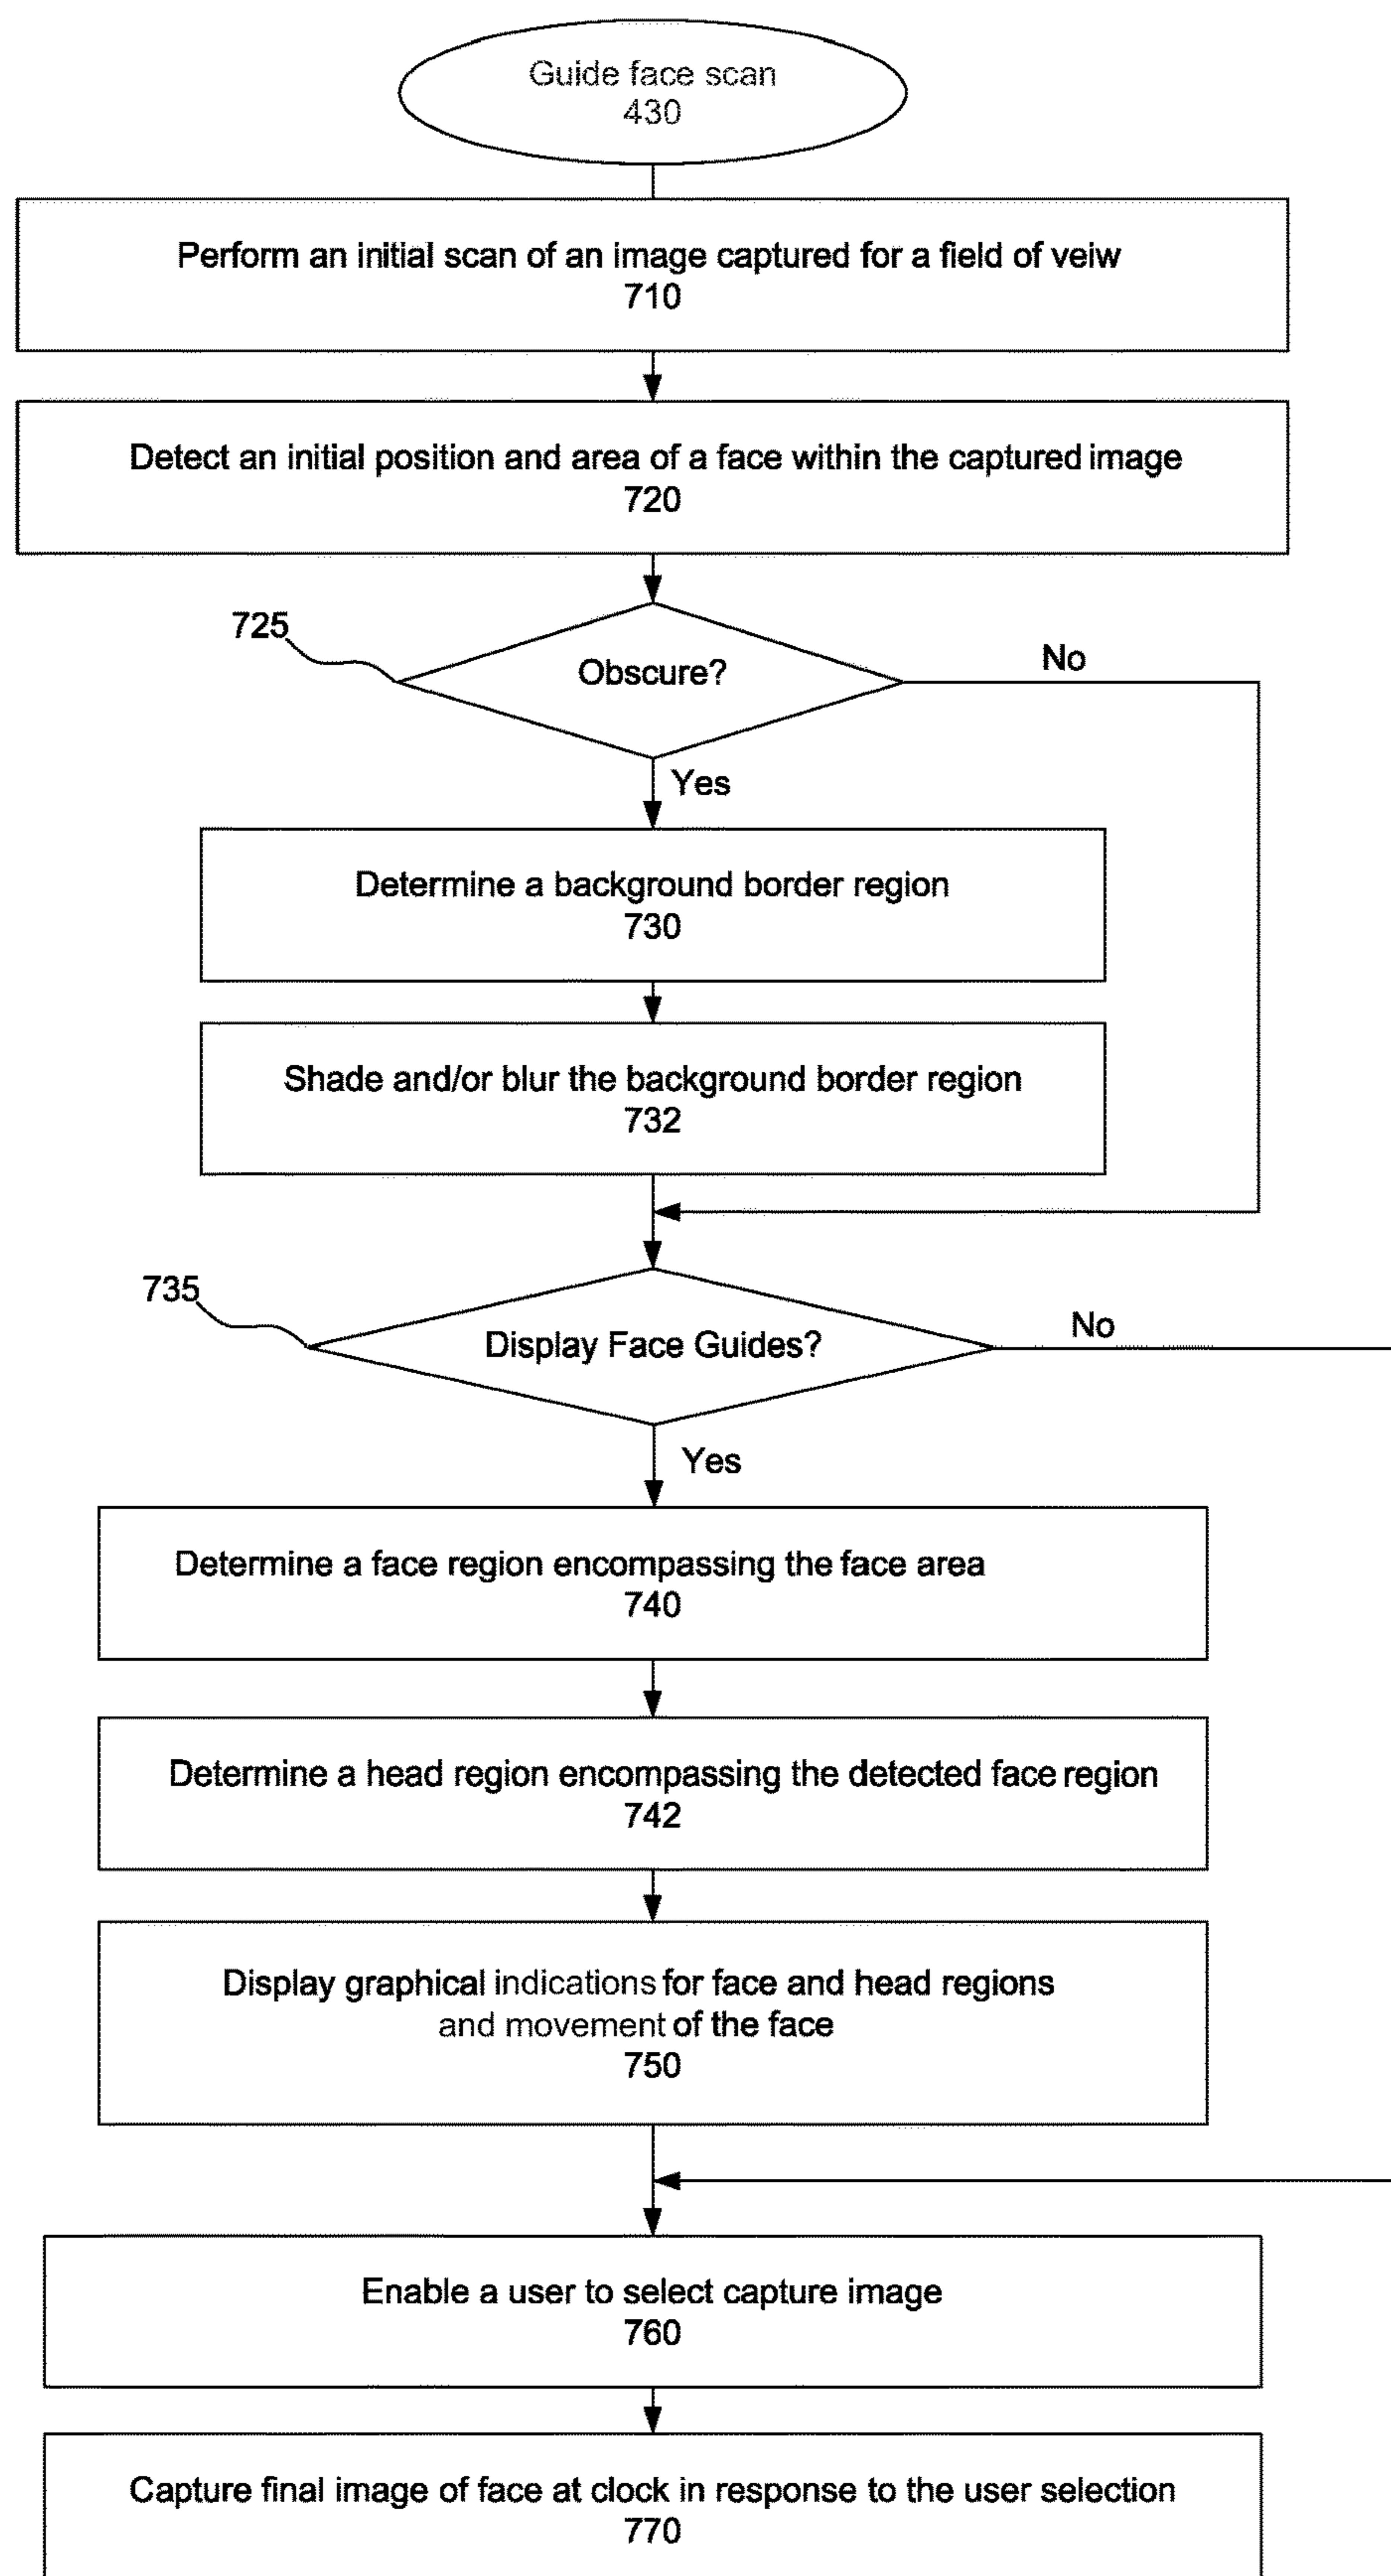 Guide face scan
430
Perform an initial scan of an image captured for a field of veiw
710
Detect an initial position and area of a face within the captured image
720
725
Obscure?
No
Yes
Determine a background border region
730
Shade and/or blur the background border region
732
735
Display Face Guides?
No
Yes
Determine a face region encompassing the face area
740
Determine a head region encompassing the detected face region
742
Display graphical indications for face and head regions
and movement of the face
750
Enable a user to select capture image
760
Capture final image of face at clock in response to the user selection
770